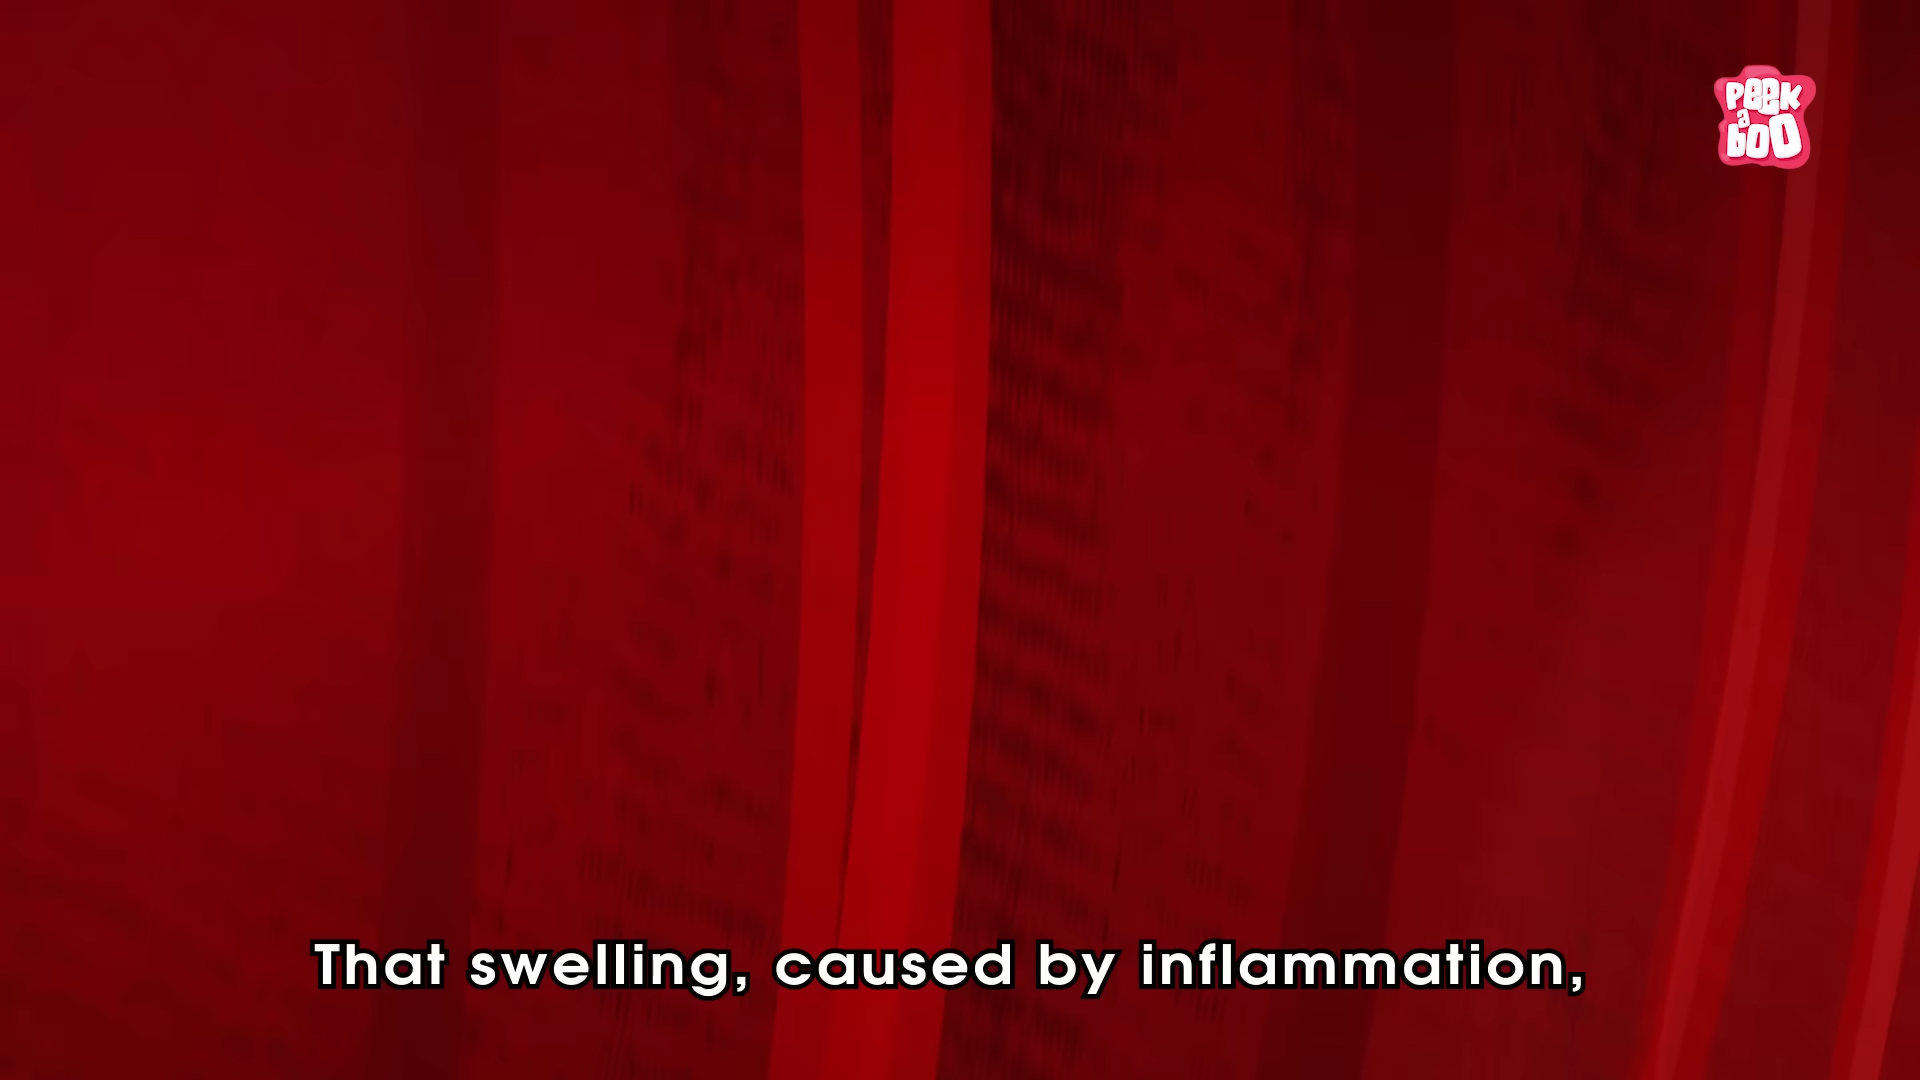 Peek
a
boo
That swelling, caused by inflammation,